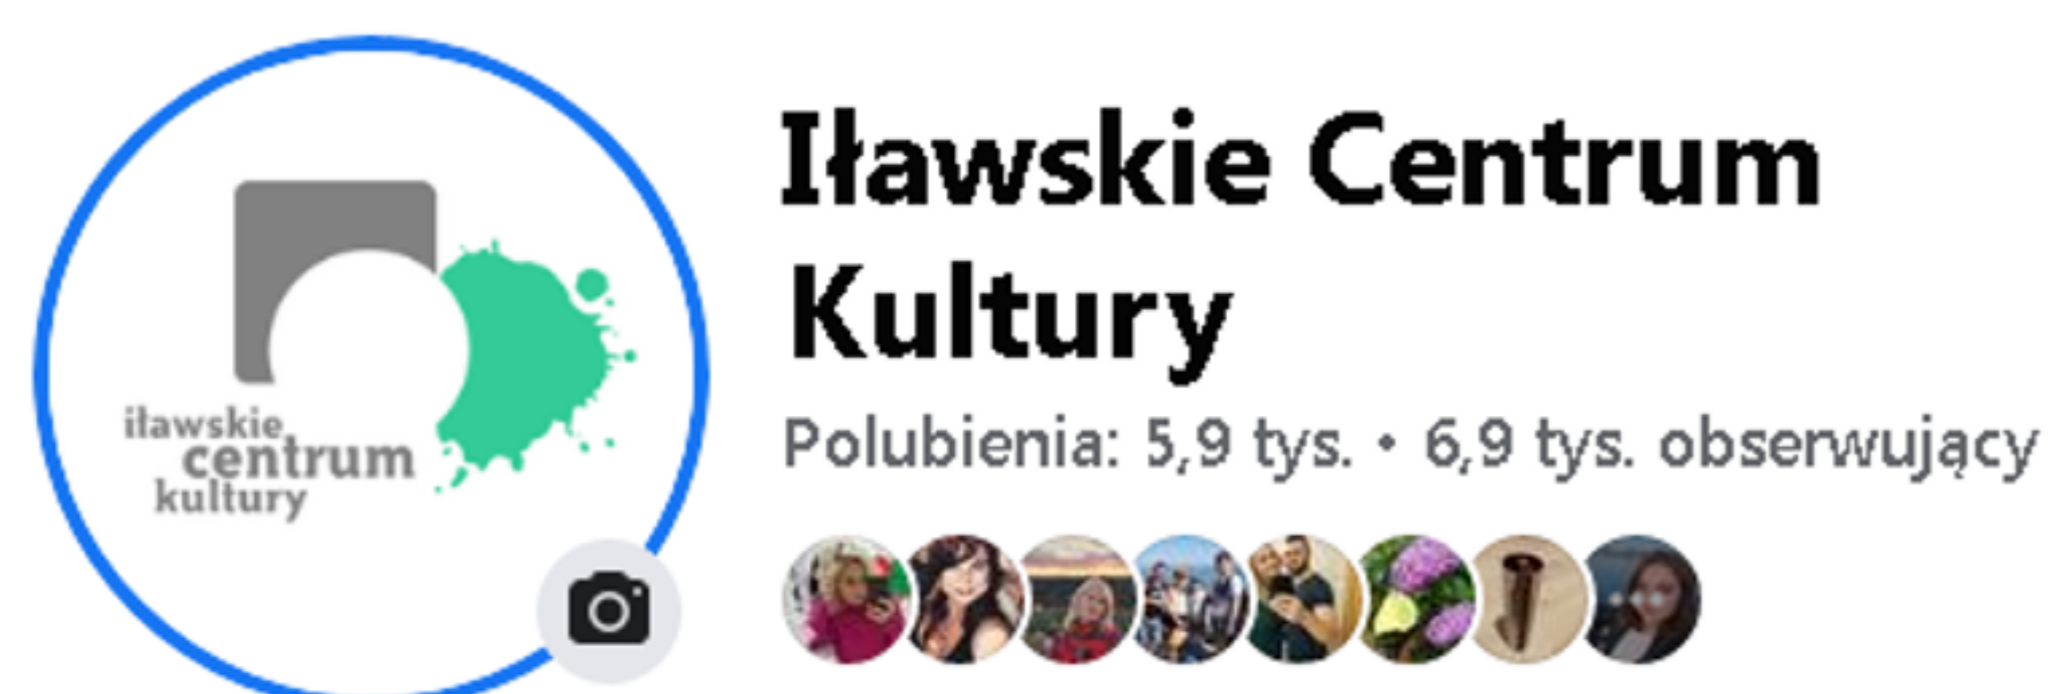 iławskie
centrum
kultury
Iławskie Centrum
Kultury
Polubienia: 5,9 tys. • 6,9 tys. obserwujący